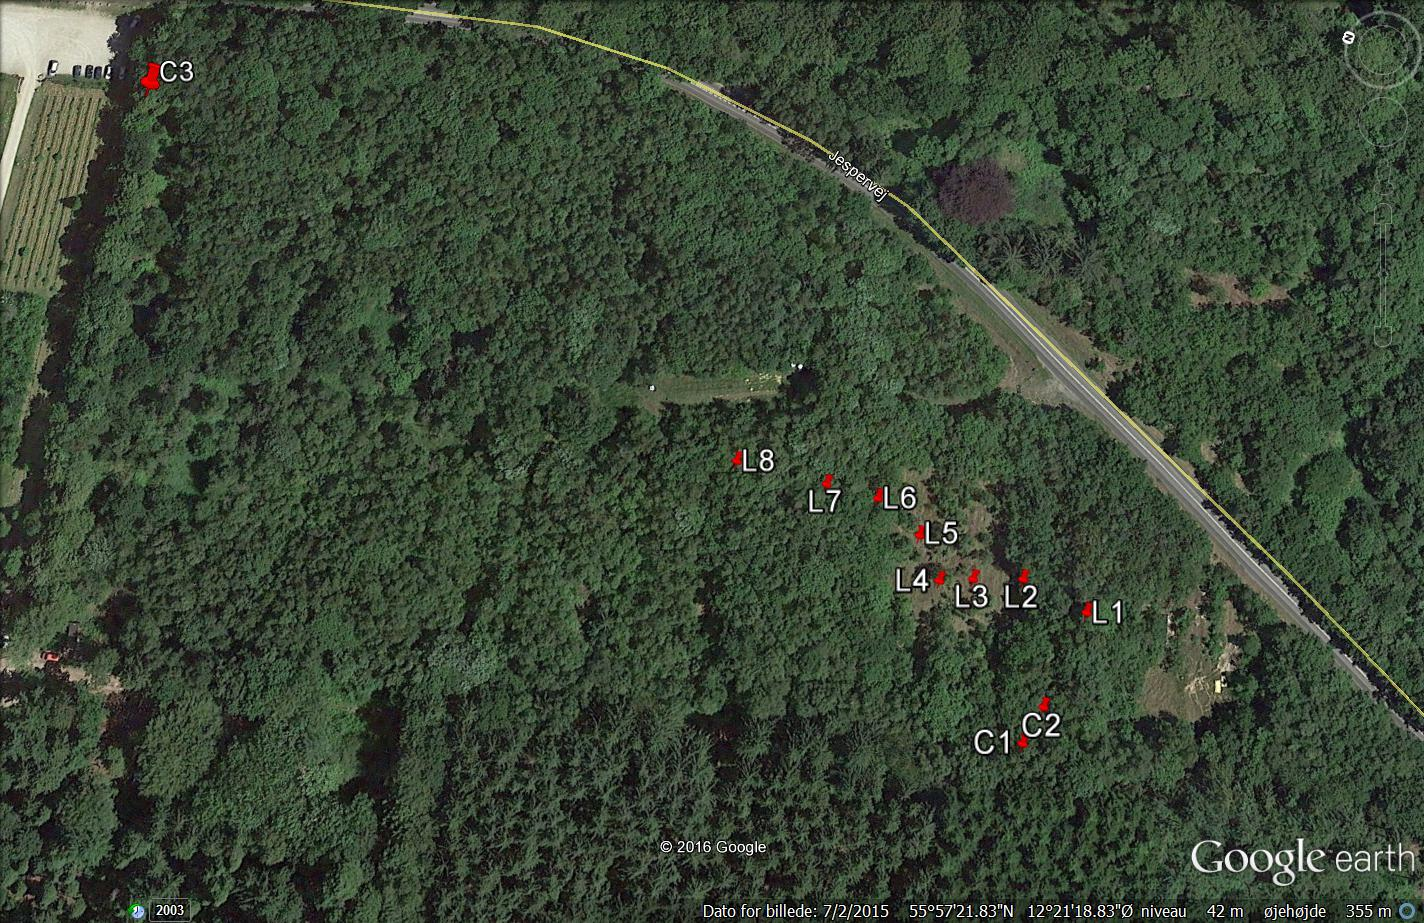 C3
N
Jespervej
L8
L7
L6
L5
L4
L3
L2
L1
C2
C1
© 2016 Google
Google earth
2003
Dato for billede: 7/2/2015 55°57'21.83"N 12°21'18.83"Ø niveau 42 m øjehøjde 355 m